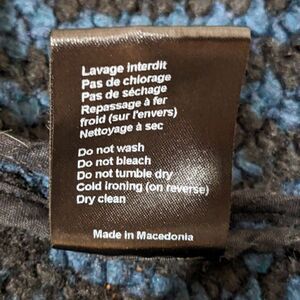 Lavage interdit
Pas de chlorage
Pas de séchage
Repassage à fer
froid (sur l'envers)
Nettoyage à sec
Do not wash
Do not bleach
Do not tumble dry
Cold ironing (on reverse)
Dry clean
Made in Macedonia